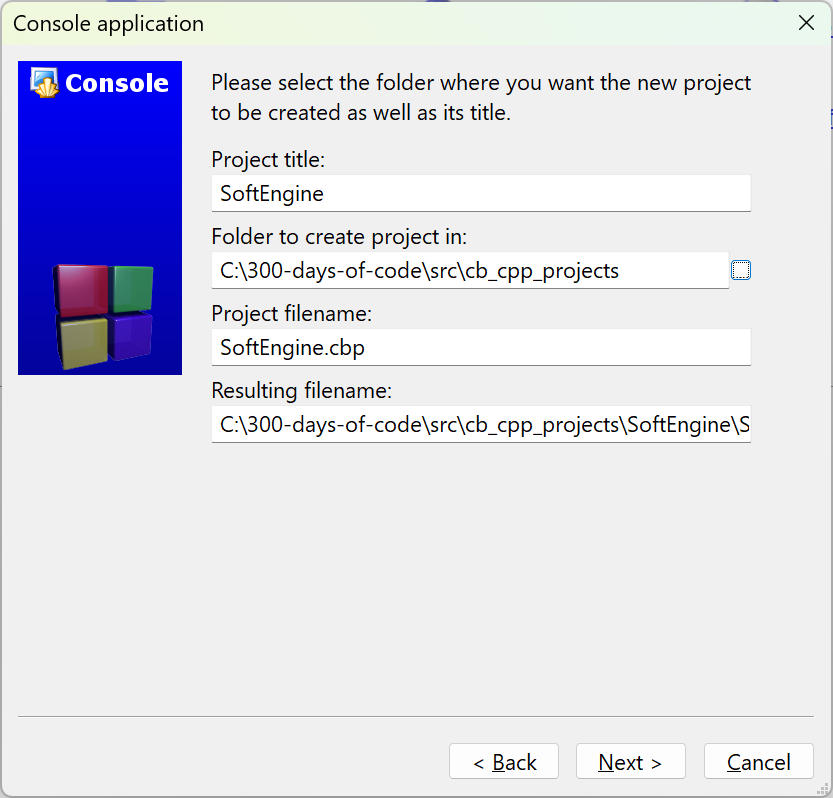 Console application
Console
Please select the folder where you want the new project
to be created as well as its title.
Project title:
SoftEngine
Folder to create project in:
C:\300-days-of-code\src\cb_cpp_projects
Project filename:
SoftEngine.cbp
Resulting filename:
C:\300-days-of-code\src\cb_cpp_projects\SoftEngine\S
< Back
Next >
Cancel